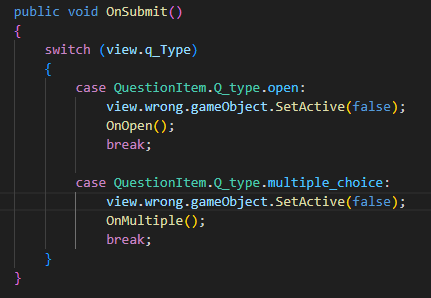 public void OnSubmit()
{
    switch (view.q_Type)
    {
        case QuestionItem.Q_type.open:
            view.wrong.gameObject.SetActive(false);
            OnOpen();
            break;

        case QuestionItem.Q_type.multiple_choice:
            view.wrong.gameObject.SetActive(false);
            OnMultiple();
            break;
    }
}